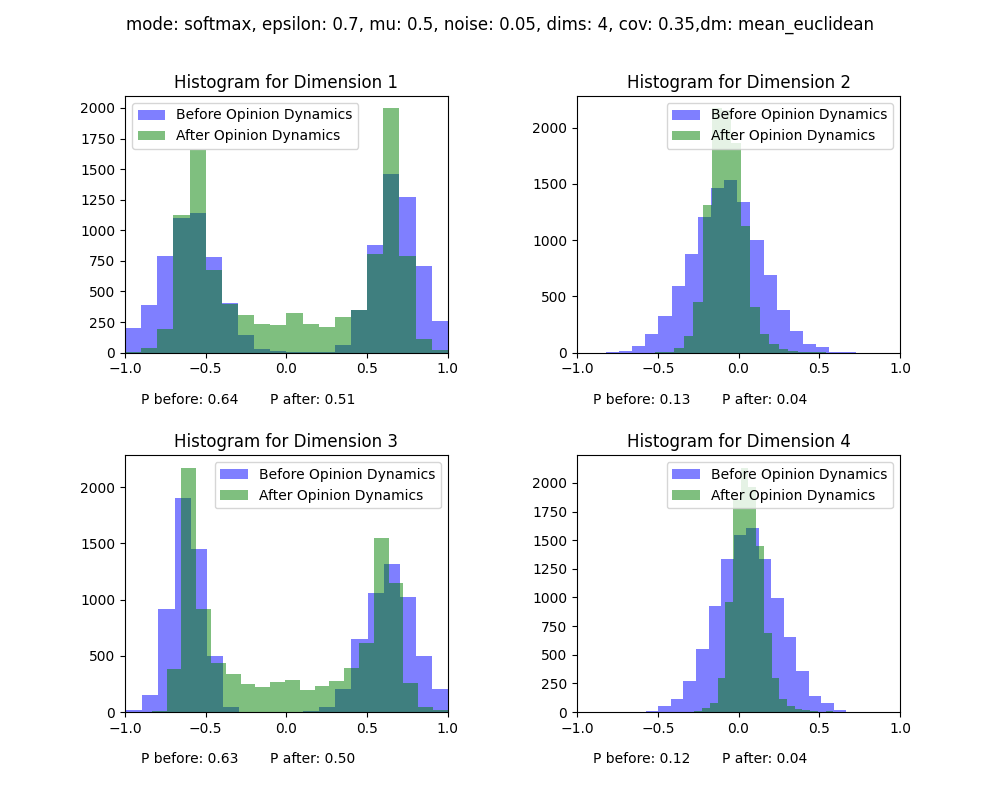 mode: softmax, epsilon: 0.7, mu: 0.5, noise: 0.05, dims: 4, cov: 0.35,dm: mean_euclidean
Histogram for Dimension 1
Before Opinion Dynamics
After Opinion Dynamics
2000
1750
1500
1250
1000
750
500
250
0
−1.0 −0.5 0.0 0.5 1.0
P before: 0.64 P after: 0.51
Histogram for Dimension 2
Before Opinion Dynamics
After Opinion Dynamics
2000
1500
1000
500
0
−1.0 −0.5 0.0 0.5 1.0
P before: 0.13 P after: 0.04
Histogram for Dimension 3
Before Opinion Dynamics
After Opinion Dynamics
2000
1500
1000
500
0
−1.0 −0.5 0.0 0.5 1.0
P before: 0.63 P after: 0.50
Histogram for Dimension 4
Before Opinion Dynamics
After Opinion Dynamics
2000
1750
1500
1250
1000
750
500
250
0
−1.0 −0.5 0.0 0.5 1.0
P before: 0.12 P after: 0.04